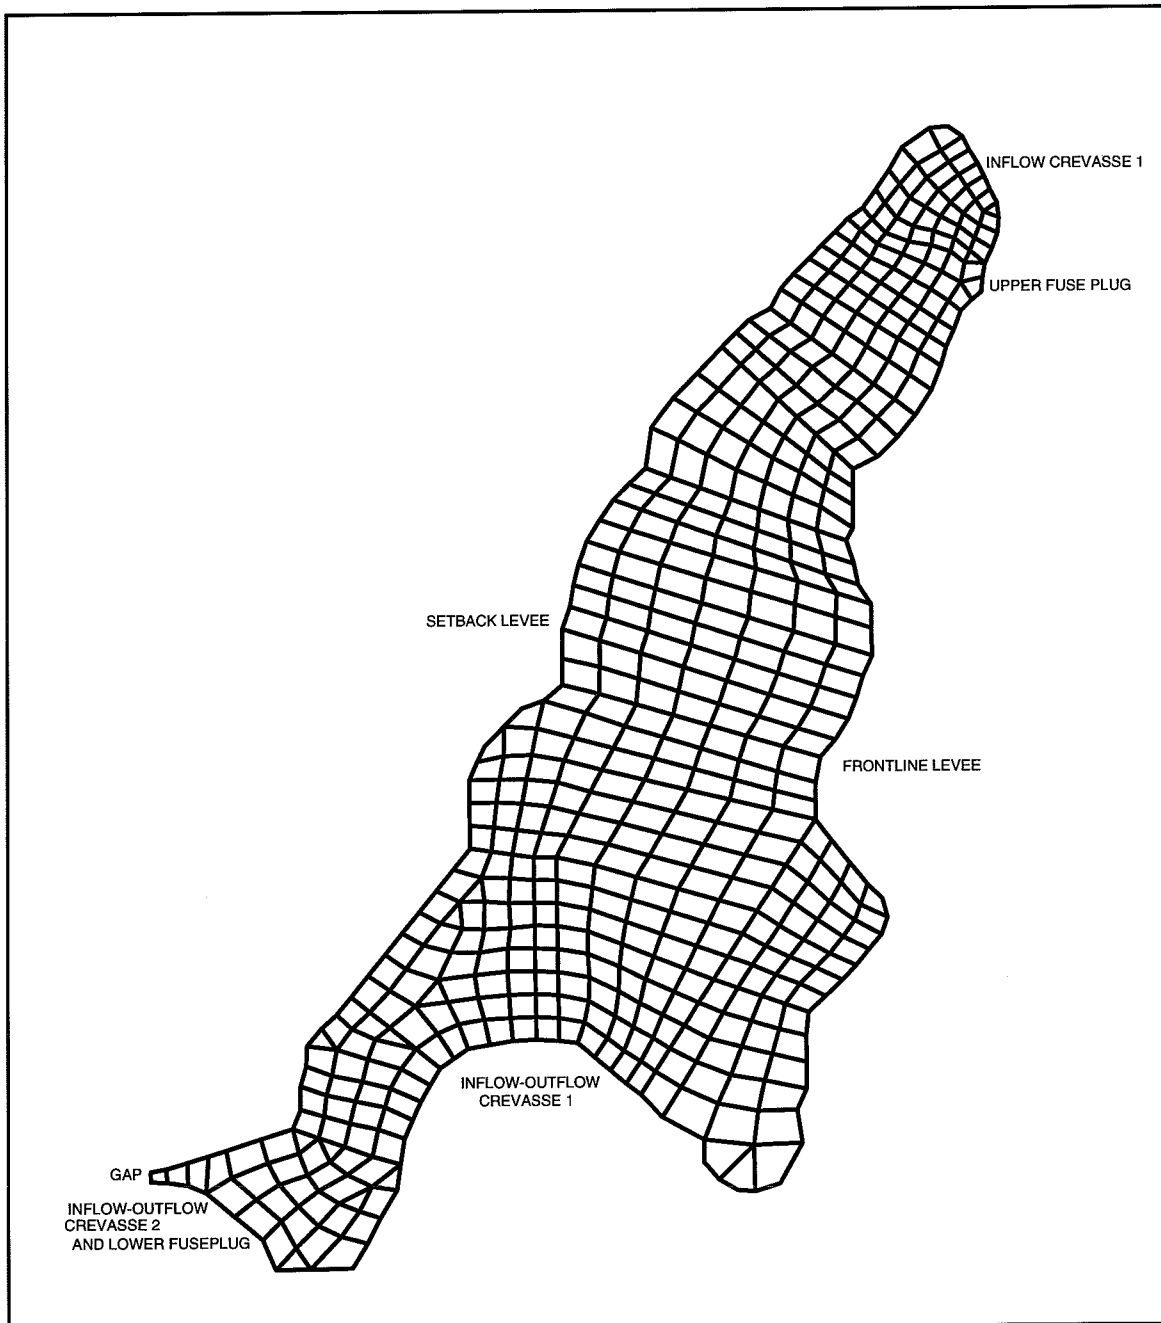 INFLOW CREVASSE 1
UPPER FUSE PLUG
SETBACK LEVEE
FRONTLINE LEVEE
INFLOW-OUTFLOW
CREVASSE 1
GAP
INFLOW-OUTFLOW
CREVASSE 2
AND LOWER FUSEPLUG